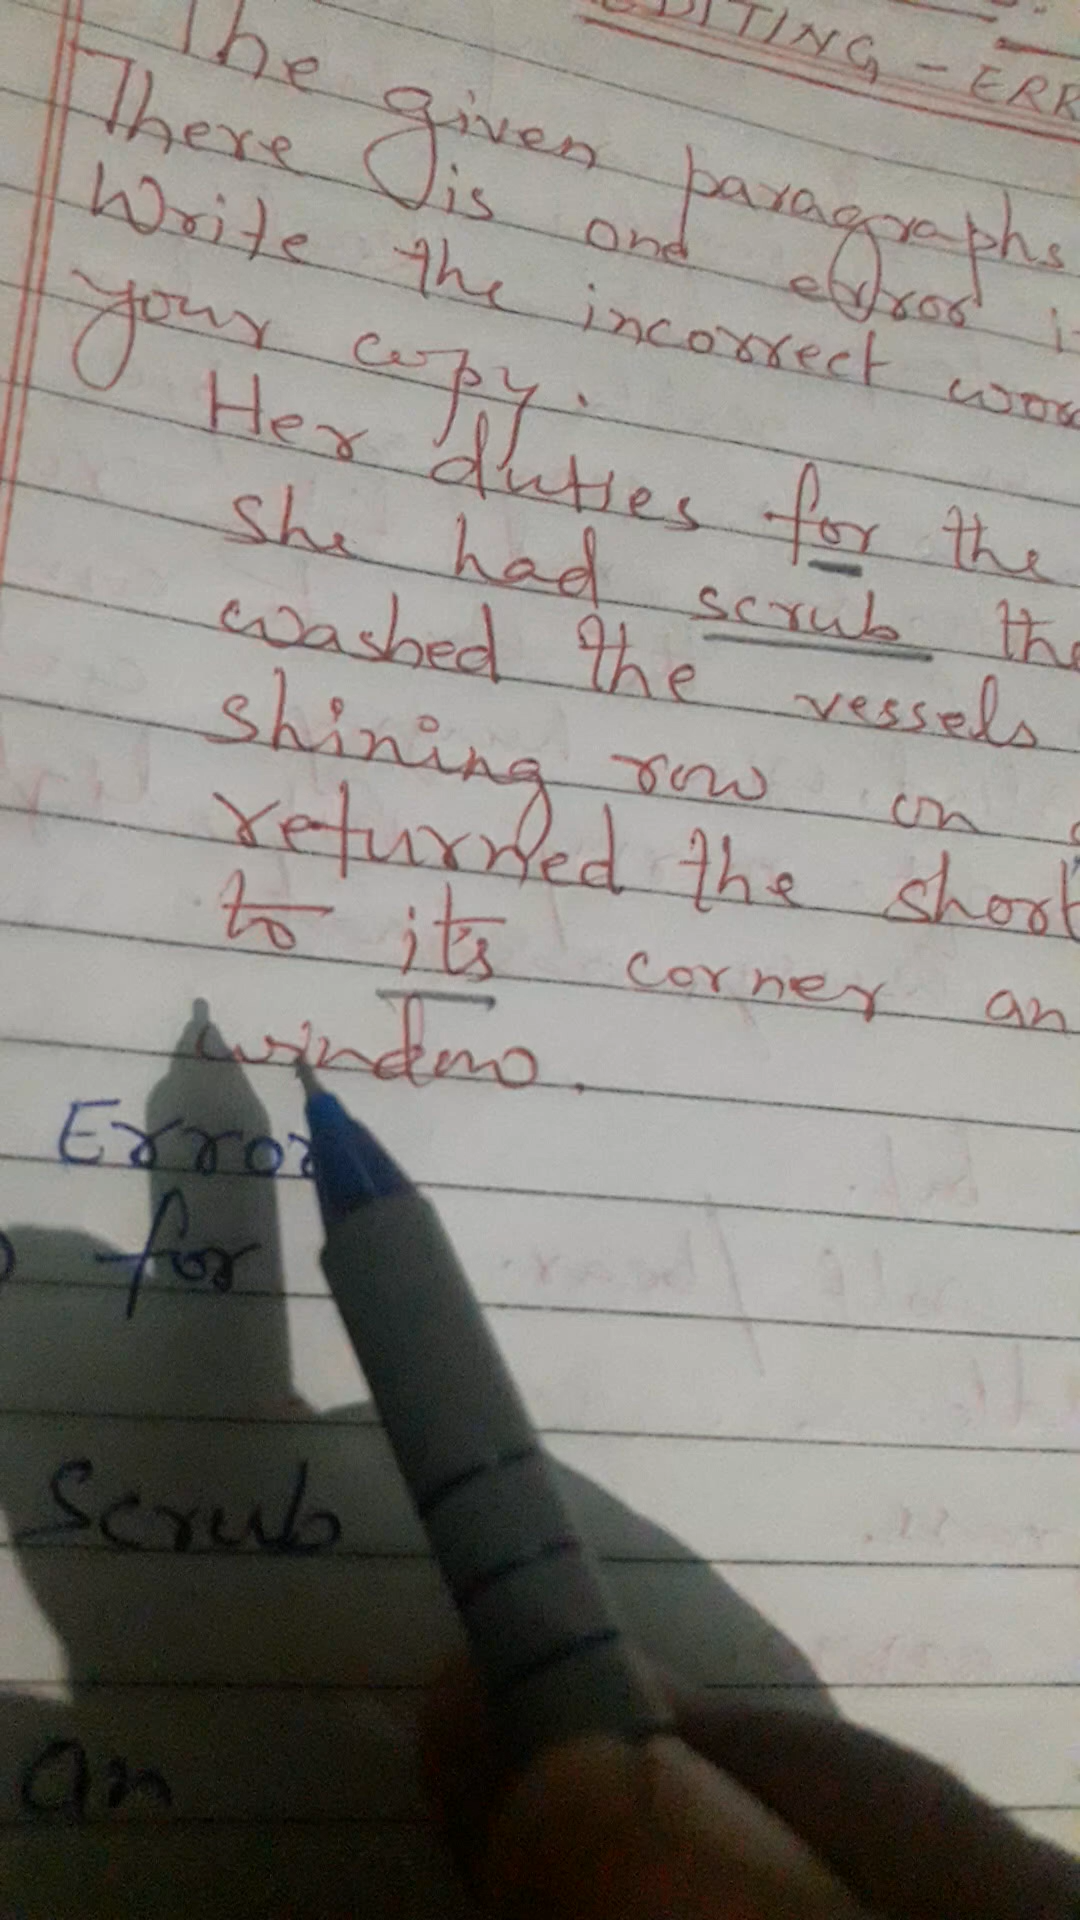 EDITING - ERR
The given paragraphs
There is one error i
Write the incorrect wor
your copy.
Her duties for the
She had scrub the
washed the vessels
shining row on
returned the short
to its corner an
window.
Error
for
Scrub
an